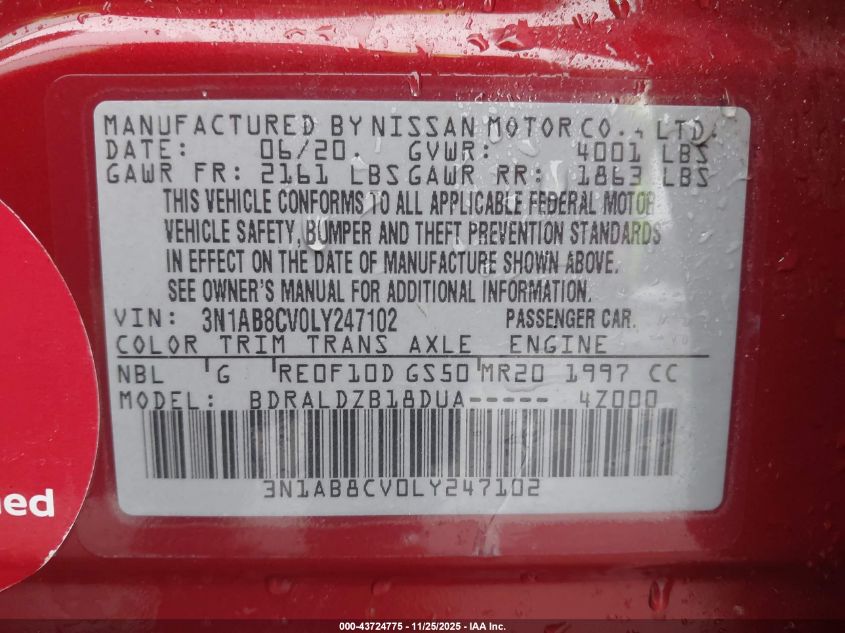 MANUFACTURED BY NISSAN MOTOR CO., LTD.
DATE: 06/20. GVWR: 4001 LBS
GAWR FR: 2161 LBS GAWR RR: 1863 LBS
THIS VEHICLE CONFORMS TO ALL APPLICABLE FEDERAL MOTOR
VEHICLE SAFETY, BUMPER AND THEFT PREVENTION STANDARDS
IN EFFECT ON THE DATE OF MANUFACTURE SHOWN ABOVE.
SEE OWNER'S MANUAL FOR ADDITIONAL INFORMATION.
VIN: 3N1AB8CV0LY247102 PASSENGER CAR.
COLOR TRIM TRANS AXLE ENGINE
NBL G RE0F10D GS50 MR20 1997 CC
MODEL: BDRALDZB18DUA----- 4Z000
3N1AB8CV0LY247102
ned
000-43724775 - 11/25/2025 - IAA Inc.